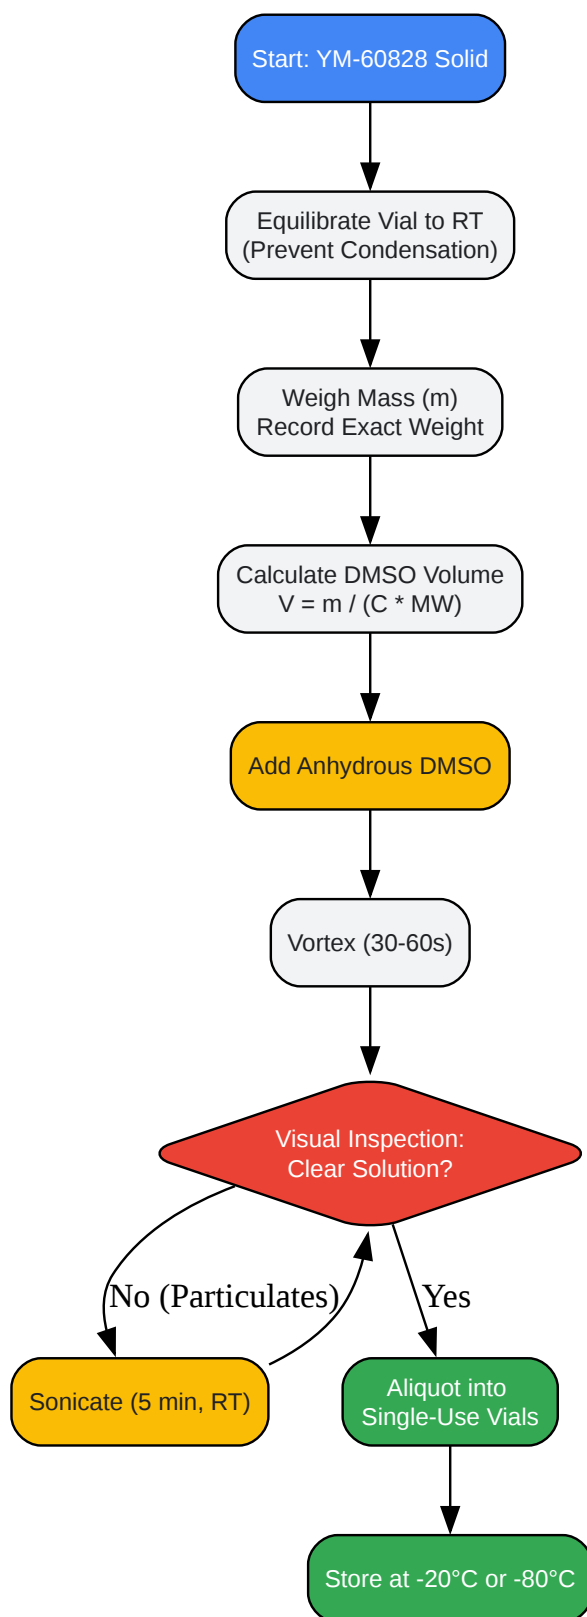 Start: YM-60828 Solid
Equilibrate Vial to RT
(Prevent Condensation)
Weigh Mass (m)
Record Exact Weight
Calculate DMSO Volume
V = m / (C * MW)
Add Anhydrous DMSO
Vortex (30-60s)
Visual Inspection:
Clear Solution?
No (Particulates)
Yes
Sonicate (5 min, RT)
Aliquot into
Single-Use Vials
Store at -20°C or -80°C